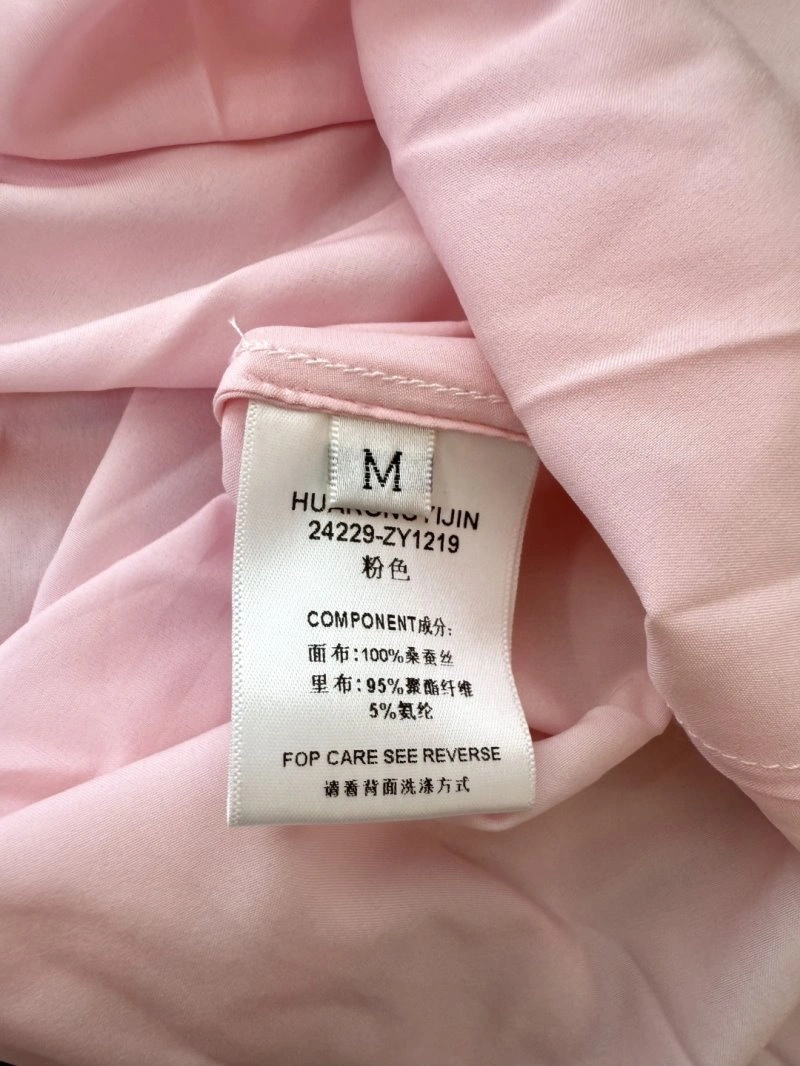 M
YIJIN
24229-ZY1219
粉色
COMPONENT成分:
面布:100%桑蚕丝
里布:95%聚酯纤维
5%氨纶
FOP CARE SEE REVERSE
请看背面洗涤方式